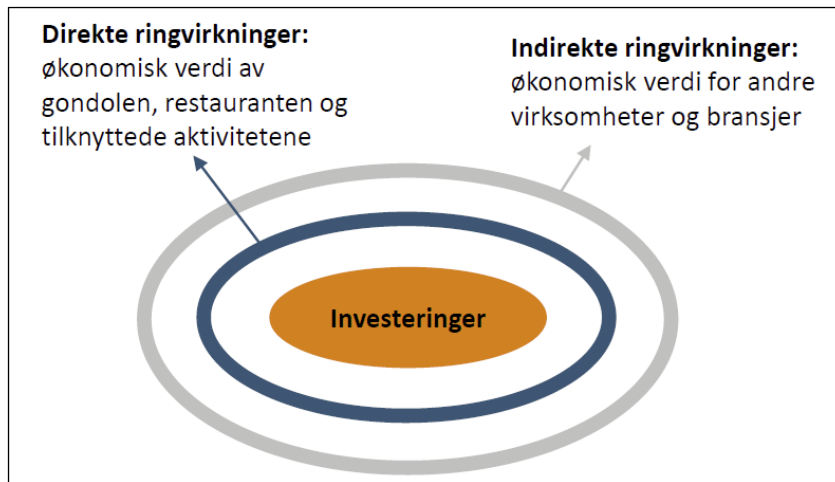 Direkte ringvirkninger:
økonomisk verdi av
gondolen, restauranten og
tilknyttede aktivitetene
Indirekte ringvirkninger:
økonomisk verdi for andre
virksomheter og bransjer
Investeringer